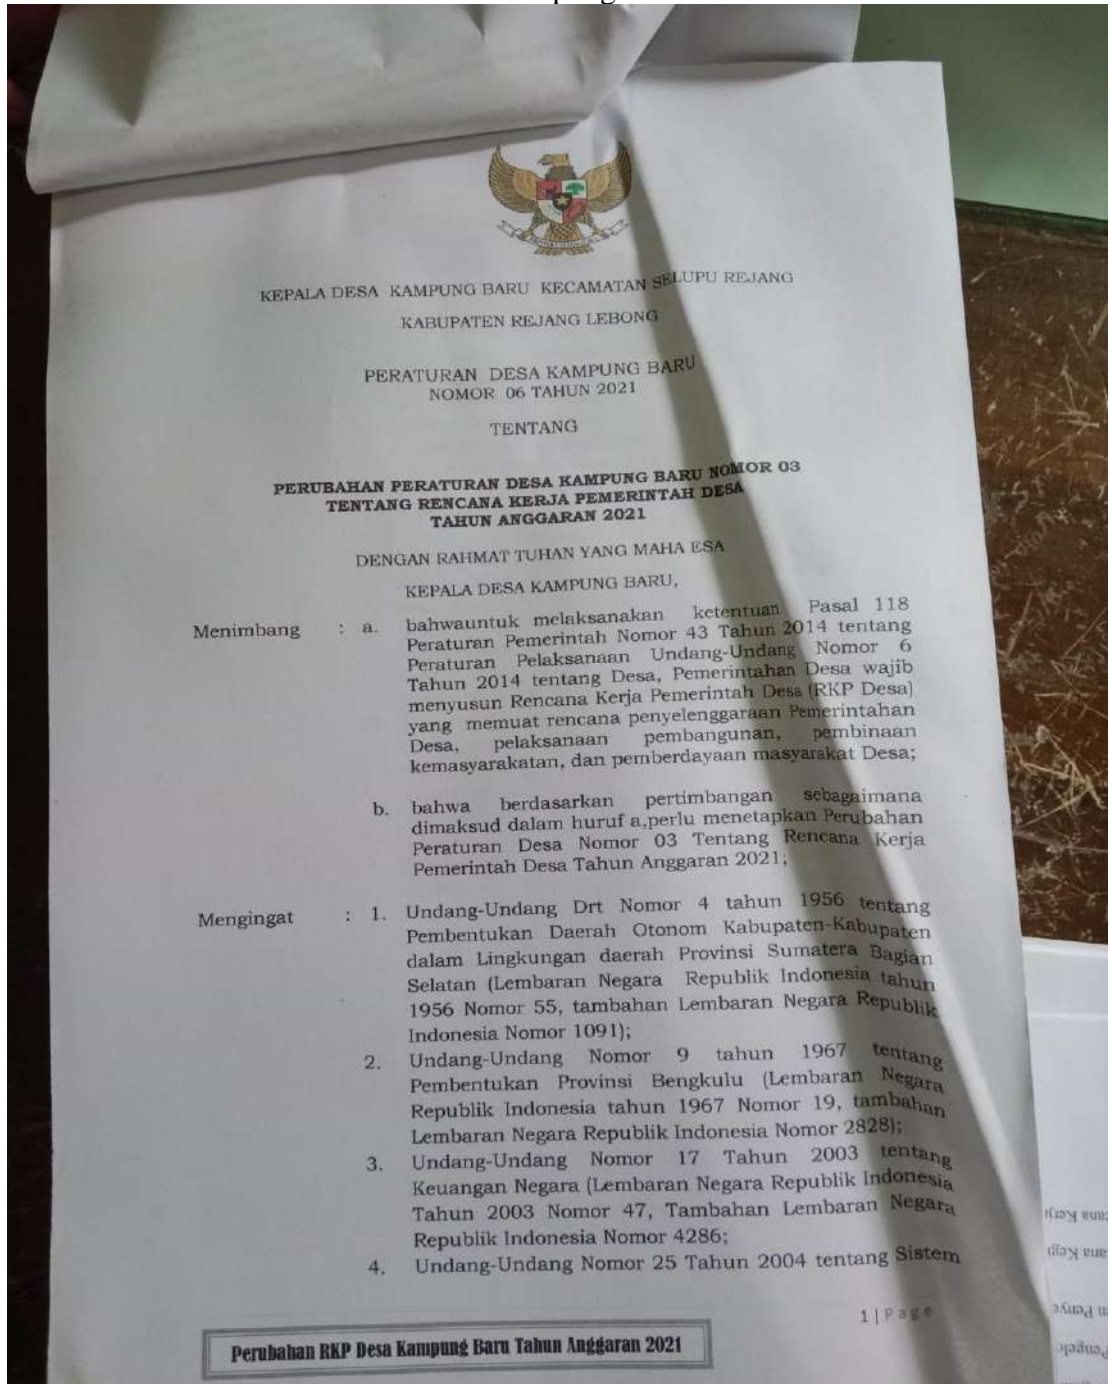 KEPALA DESA KAMPUNG BARU KECAMATAN SELUPU REJANG
KABUPATEN REJANG LEBONG
PERATURAN DESA KAMPUNG BARU
NOMOR 06 TAHUN 2021
TENTANG
PERUBAHAN PERATURAN DESA KAMPUNG BARU NOMOR 03
TENTANG RENCANA KERJA PEMERINTAH DESA
TAHUN ANGGARAN 2021
DENGAN RAHMAT TUHAN YANG MAHA ESA
KEPALA DESA KAMPUNG BARU,
Menimbang : a. bahwauntuk melaksanakan ketentuan Pasal 118
Peraturan Pemerintah Nomor 43 Tahun 2014 tentang
Peraturan Pelaksanaan Undang-Undang Nomor 6
Tahun 2014 tentang Desa, Pemerintahan Desa wajib
menyusun Rencana Kerja Pemerintah Desa (RKP Desa)
yang memuat rencana penyelenggaraan Pemerintahan
Desa, pelaksanaan pembangunan, pembinaan
kemasyarakatan, dan pemberdayaan masyarakat Desa;
b. bahwa berdasarkan pertimbangan sebagaimana
dimaksud dalam huruf a,perlu menetapkan Perubahan
Peraturan Desa Nomor 03 Tentang Rencana Kerja
Pemerintah Desa Tahun Anggaran 2021;
Mengingat : 1. Undang-Undang Drt Nomor 4 tahun 1956 tentang
Pembentukan Daerah Otonom Kabupaten-Kabupaten
dalam Lingkungan daerah Provinsi Sumatera Bagian
Selatan (Lembaran Negara Republik Indonesia tahun
1956 Nomor 55, tambahan Lembaran Negara Republik
Indonesia Nomor 1091);
2. Undang-Undang Nomor 9 tahun 1967 tentang
Pembentukan Provinsi Bengkulu (Lembaran Negara
Republik Indonesia tahun 1967 Nomor 19, tambahan
Lembaran Negara Republik Indonesia Nomor 2828);
3. Undang-Undang Nomor 17 Tahun 2003 tentang
Keuangan Negara (Lembaran Negara Republik Indonesia
Tahun 2003 Nomor 47, Tambahan Lembaran Negara
Republik Indonesia Nomor 4286;
4. Undang-Undang Nomor 25 Tahun 2004 tentang Sistem
1 | Page
Perubahan RKP Desa Kampung Baru Tahun Anggaran 2021